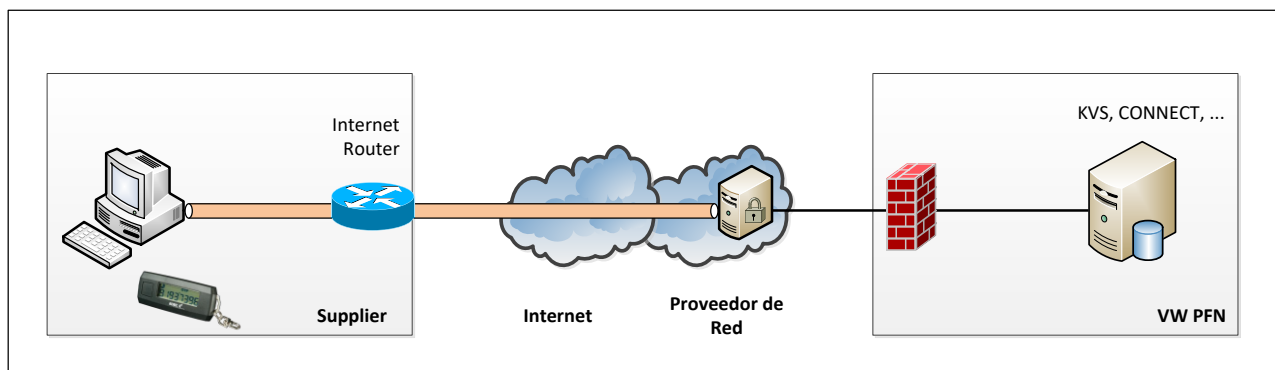 Internet
Router
KVS, CONNECT, ...
Supplier
Internet
Proveedor de
Red
VW PFN